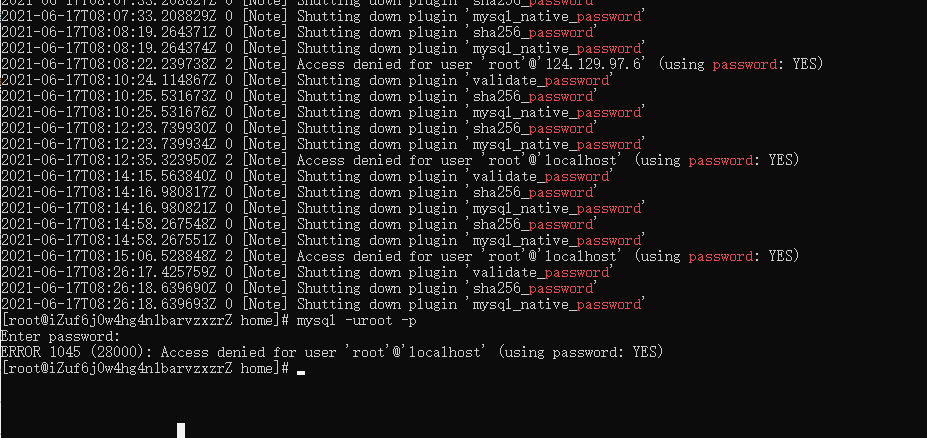 2021-06-17T08:07:33.208827Z 0 [Note] Shutting down plugin 'sha256_password'
2021-06-17T08:07:33.208829Z 0 [Note] Shutting down plugin 'mysql_native_password'
2021-06-17T08:08:19.264371Z 0 [Note] Shutting down plugin 'sha256_password'
2021-06-17T08:08:19.264374Z 0 [Note] Shutting down plugin 'mysql_native_password'
2021-06-17T08:08:22.239738Z 2 [Note] Access denied for user 'root'@'124.129.97.6' (using password: YES)
2021-06-17T08:10:24.114867Z 0 [Note] Shutting down plugin 'validate_password'
2021-06-17T08:10:25.531673Z 0 [Note] Shutting down plugin 'sha256_password'
2021-06-17T08:10:25.531676Z 0 [Note] Shutting down plugin 'mysql_native_password'
2021-06-17T08:12:23.739930Z 0 [Note] Shutting down plugin 'sha256_password'
2021-06-17T08:12:23.739934Z 0 [Note] Shutting down plugin 'mysql_native_password'
2021-06-17T08:12:35.323950Z 2 [Note] Access denied for user 'root'@'localhost' (using password: YES)
2021-06-17T08:14:15.563840Z 0 [Note] Shutting down plugin 'validate_password'
2021-06-17T08:14:16.980817Z 0 [Note] Shutting down plugin 'sha256_password'
2021-06-17T08:14:16.980821Z 0 [Note] Shutting down plugin 'mysql_native_password'
2021-06-17T08:14:58.267548Z 0 [Note] Shutting down plugin 'sha256_password'
2021-06-17T08:14:58.267551Z 0 [Note] Shutting down plugin 'mysql_native_password'
2021-06-17T08:15:06.528848Z 2 [Note] Access denied for user 'root'@'localhost' (using password: YES)
2021-06-17T08:26:17.425759Z 0 [Note] Shutting down plugin 'validate_password'
2021-06-17T08:26:18.639690Z 0 [Note] Shutting down plugin 'sha256_password'
2021-06-17T08:26:18.639693Z 0 [Note] Shutting down plugin 'mysql_native_password'
[root@iZuf6j0w4hg4n1barvzxzrZ home]# mysql -uroot -p
Enter password:
ERROR 1045 (28000): Access denied for user 'root'@'localhost' (using password: YES)
[root@iZuf6j0w4hg4n1barvzxzrZ home]#